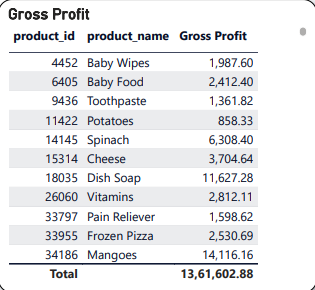 Gross Profit
product_id product_name Gross Profit
4452 Baby Wipes 1,987.60
6405 Baby Food 2,412.40
9436 Toothpaste 1,361.82
11422 Potatoes 858.33
14145 Spinach 6,308.40
15314 Cheese 3,704.64
18035 Dish Soap 11,627.28
26060 Vitamins 2,812.11
33797 Pain Reliever 1,598.62
33955 Frozen Pizza 2,530.69
34186 Mangoes 14,116.16
Total 13,61,602.88